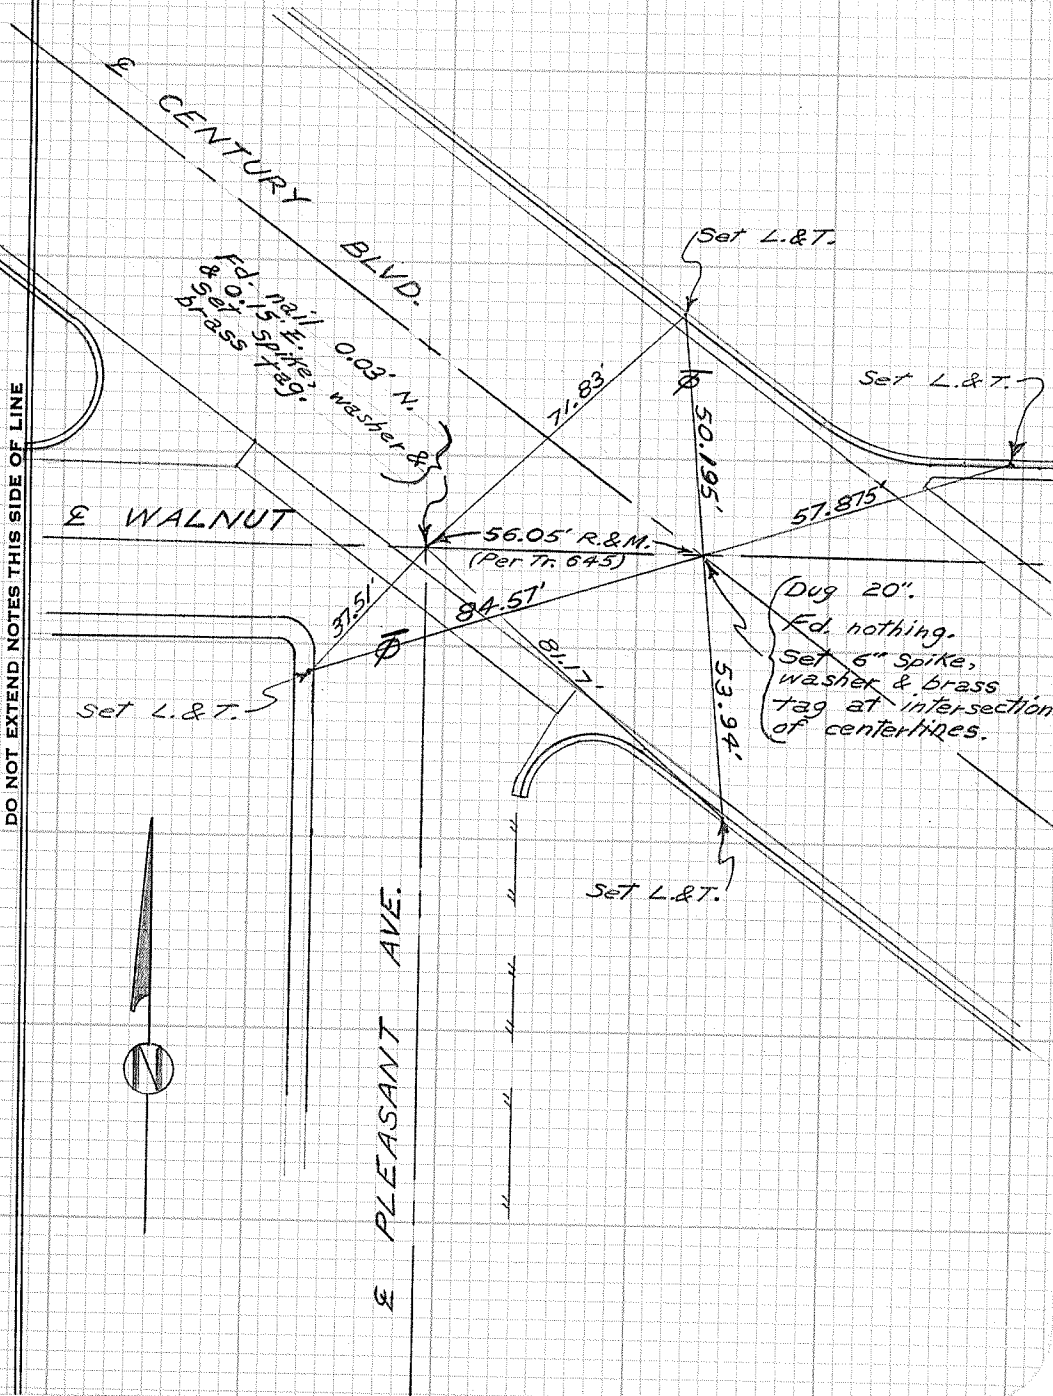 ℄ CENTURY BLVD.
Set L.&T.
Fd. nail 0.03' N.
& 0.15' E.
Set spike, washer &
brass tag.
71.83'
50.195'
Set L.&T.
57.875'
℄ WALNUT
56.05' R.&M.
(Per Tr. 645)
37.51'
84.57'
81.17'
53.94'
Dug 20".
Fd. nothing.
Set 6" Spike,
washer & brass
tag at intersection
of centerlines.
Set L.&T.
Set L.&T.
℄ PLEASANT AVE.
N
DO NOT EXTEND NOTES THIS SIDE OF LINE